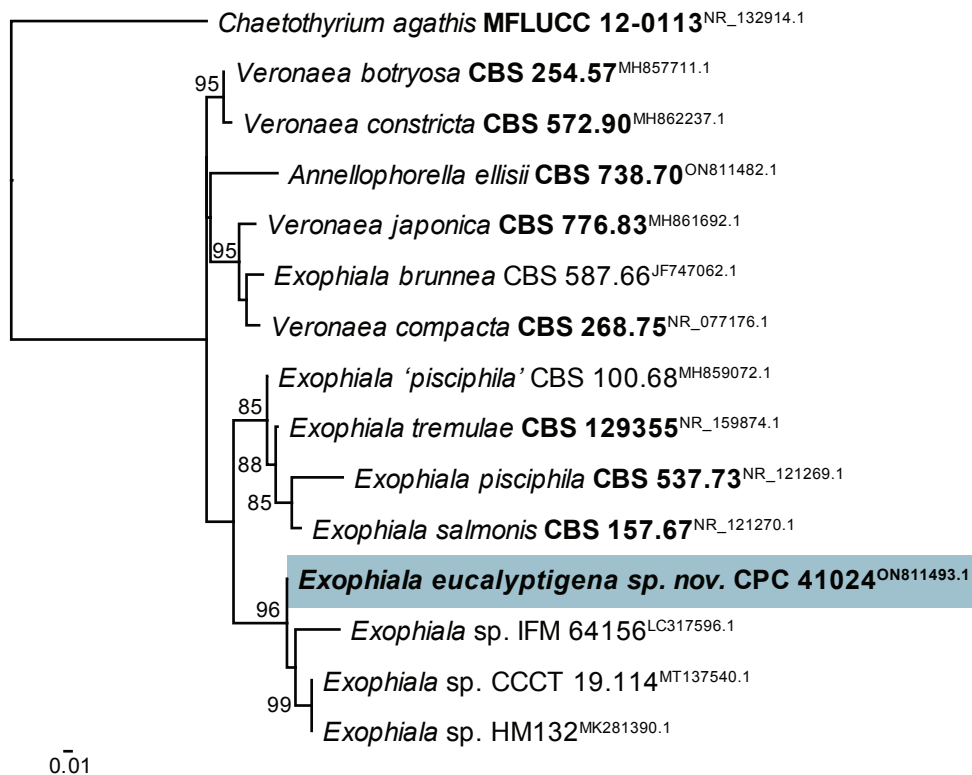 Chaetothyrium agathis MFLUCC 12-0113NR_132914.1
Veronaea botryosa CBS 254.57MH857711.1
95
Veronaea constricta CBS 572.90MH862237.1
Annellophorella ellisii CBS 738.70ON811482.1
Veronaea japonica CBS 776.83MH861692.1
95
Exophiala brunnea CBS 587.66JF747062.1
Veronaea compacta CBS 268.75NR_077176.1
Exophiala ‘pisciphila’ CBS 100.68MH859072.1
85
Exophiala tremulae CBS 129355NR_159874.1
88
Exophiala pisciphila CBS 537.73NR_121269.1
85
Exophiala salmonis CBS 157.67NR_121270.1
Exophiala eucalyptigena sp. nov. CPC 41024ON811493.1
96
Exophiala sp. IFM 64156LC317596.1
Exophiala sp. CCCT 19.114MT137540.1
99
Exophiala sp. HM132MK281390.1
0.01